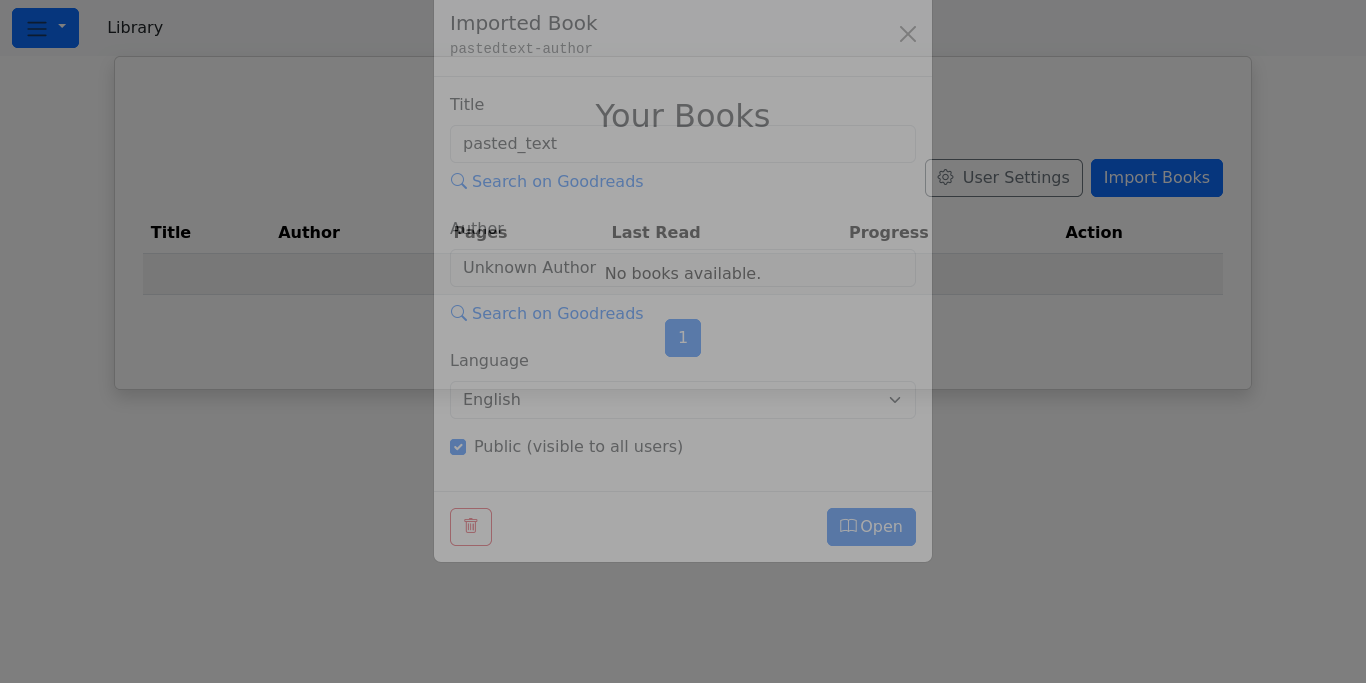 Library
Imported Book
pastedtext-author
Title
Your Books
pasted_text
Search on Goodreads
User Settings
Import Books
Author
Title Author Pages Last Read Progress Action
Unknown Author
No books available.
Search on Goodreads
1
Language
English
Public (visible to all users)
Open